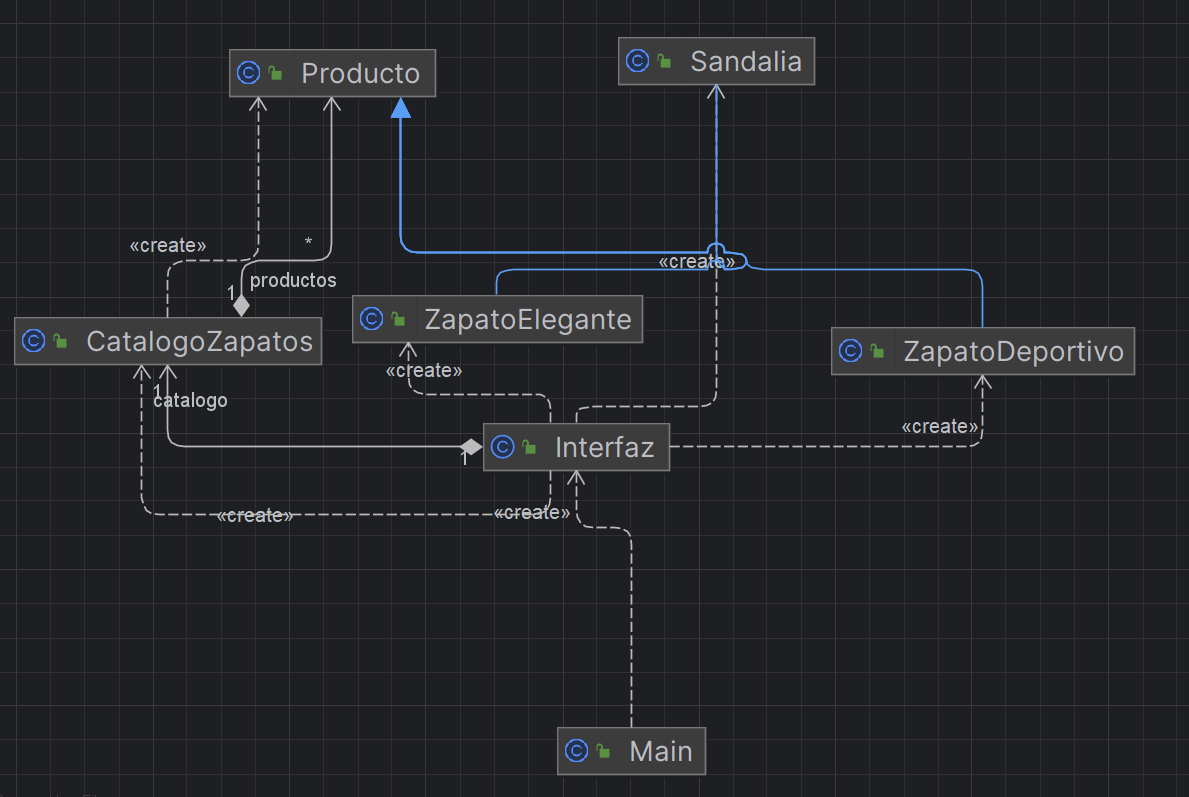 Producto
Sandalia
«create»
*
productos
1
«create»
ZapatoElegante
CatalogoZapatos
ZapatoDeportivo
«create»
1
catalogo
«create»
Interfaz
1
«create»
«create»
Main